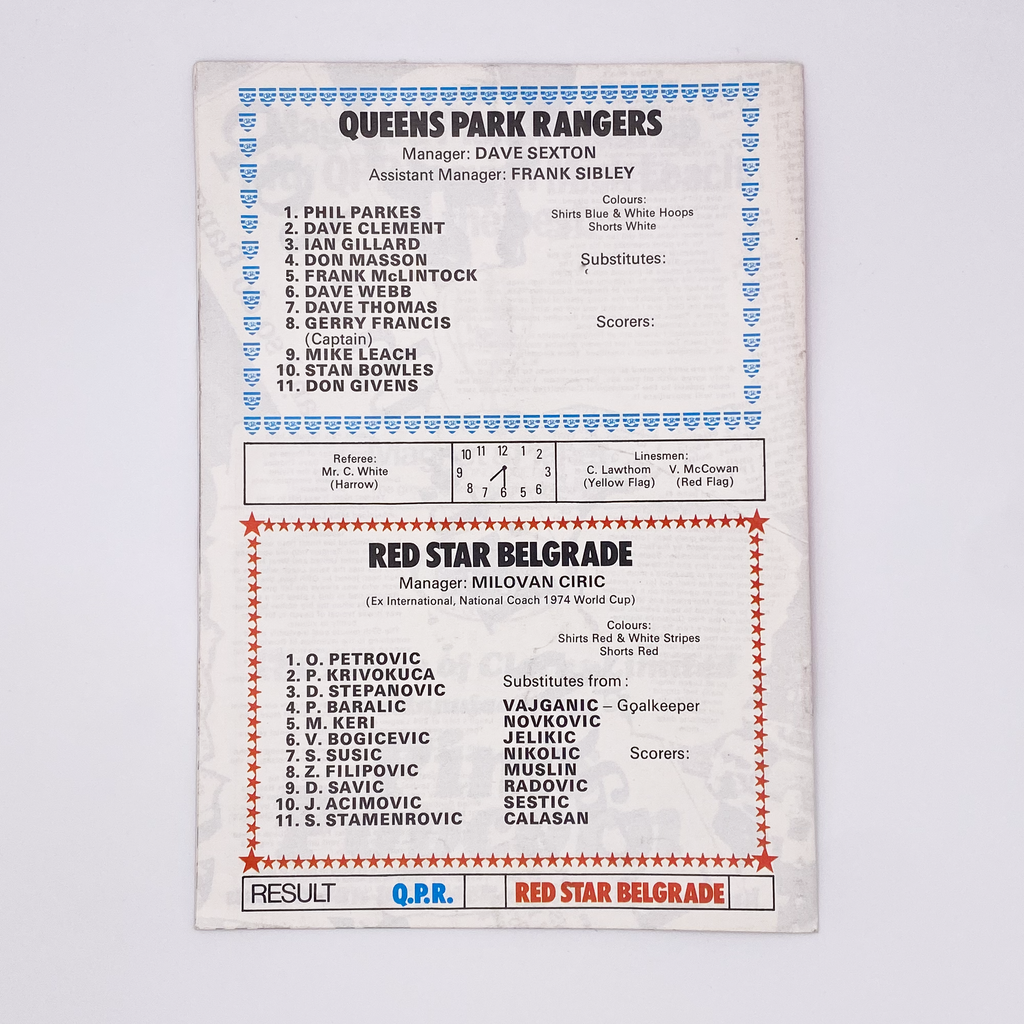 QUEENS PARK RANGERS
Manager: DAVE SEXTON
Assistant Manager: FRANK SIBLEY
1. PHIL PARKES
2. DAVE CLEMENT
3. IAN GILLARD
4. DON MASSON
5. FRANK McLINTOCK
6. DAVE WEBB
7. DAVE THOMAS
8. GERRY FRANCIS
(Captain)
9. MIKE LEACH
10. STAN BOWLES
11. DON GIVENS
Colours:
Shirts Blue & White Hoops
Shorts White
Substitutes:
Scorers:
Referee:
Mr. C. White
(Harrow)
10 11 12 1 2
9 3
8 7 6 5 6
Linesmen:
C. Lawthom V. McCowan
(Yellow Flag) (Red Flag)
RED STAR BELGRADE
Manager: MILOVAN CIRIC
(Ex International, National Coach 1974 World Cup)
Colours:
Shirts Red & White Stripes
Shorts Red
1. O. PETROVIC
2. P. KRIVOKUCA
3. D. STEPANOVIC
4. P. BARALIC
5. M. KERI
6. V. BOGICEVIC
7. S. SUSIC
8. Z. FILIPOVIC
9. D. SAVIC
10. J. ACIMOVIC
11. S. STAMENROVIC
Substitutes from:
VAJGANIC – Goalkeeper
NOVKOVIC
JELIKIC
NIKOLIC
MUSLIN
RADOVIC
SESTIC
CALASAN
Scorers:
RESULT Q.P.R. RED STAR BELGRADE